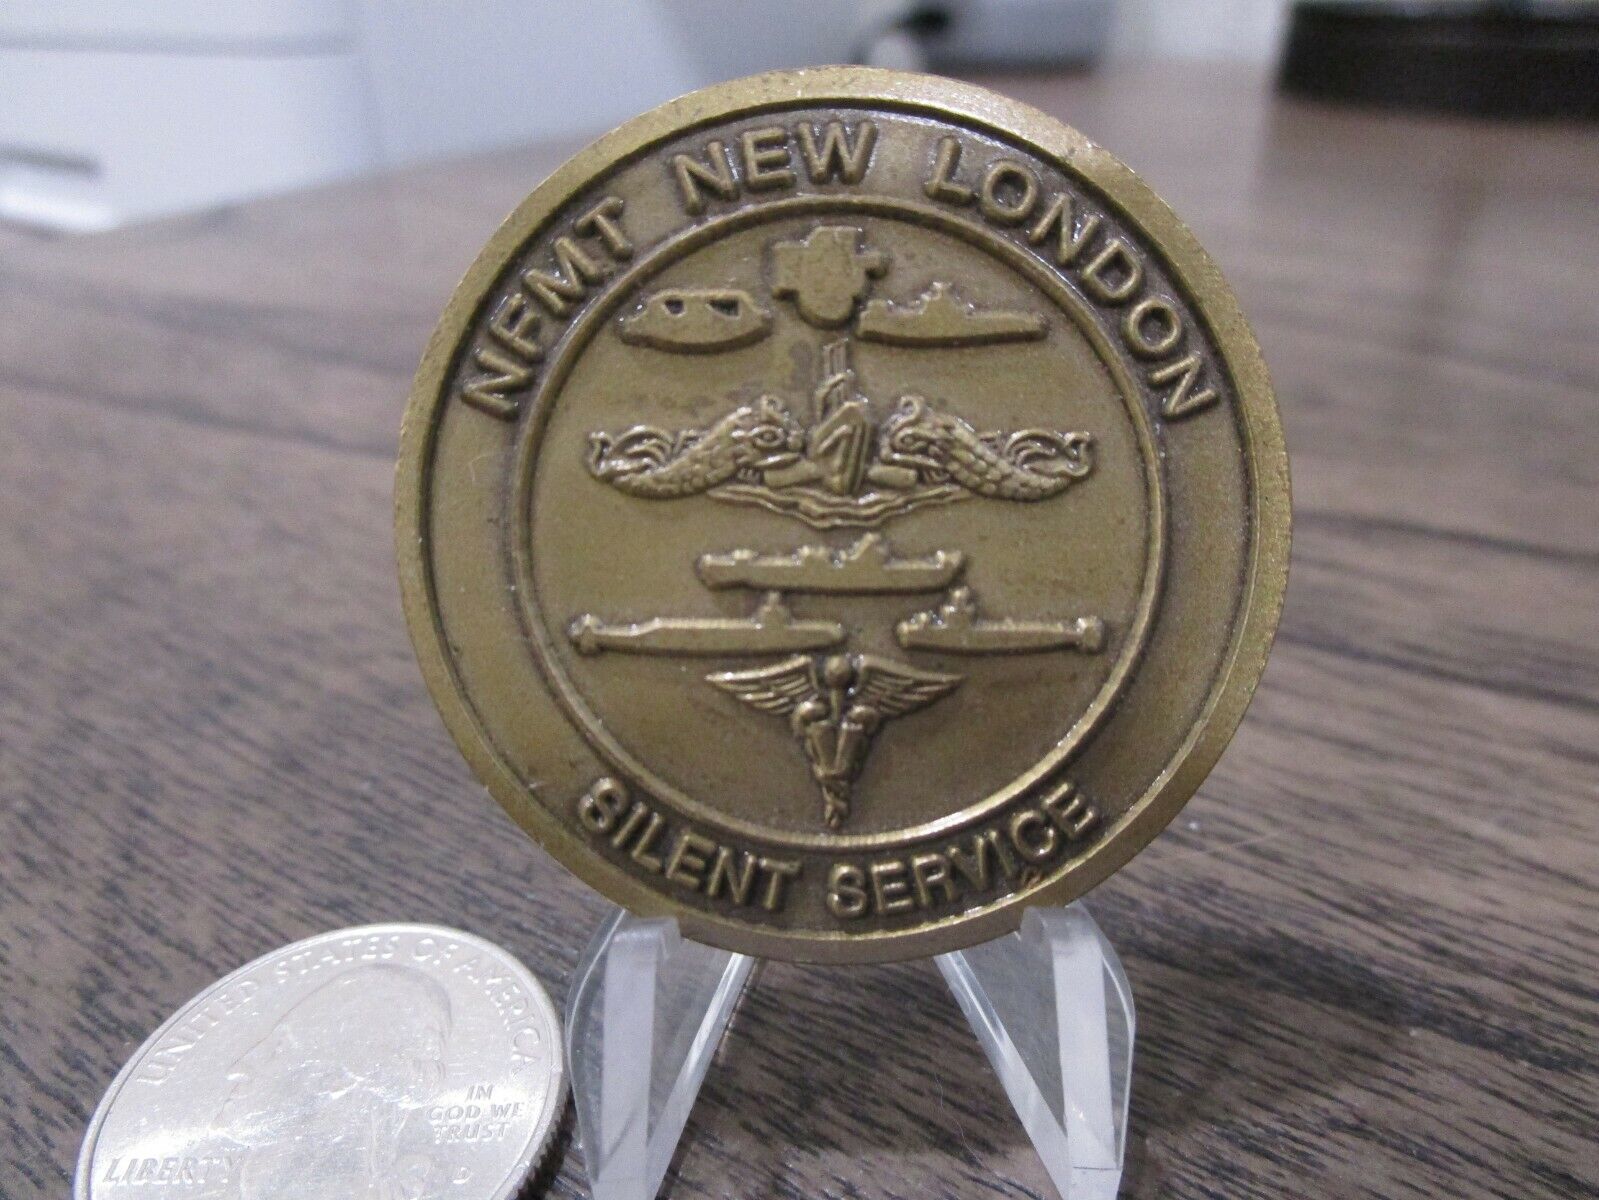 NFMT NEW LONDON
SILENT SERVICE
UNITED STATES OF AMERICA
IN
GOD WE
TRUST
LIBERTY
D